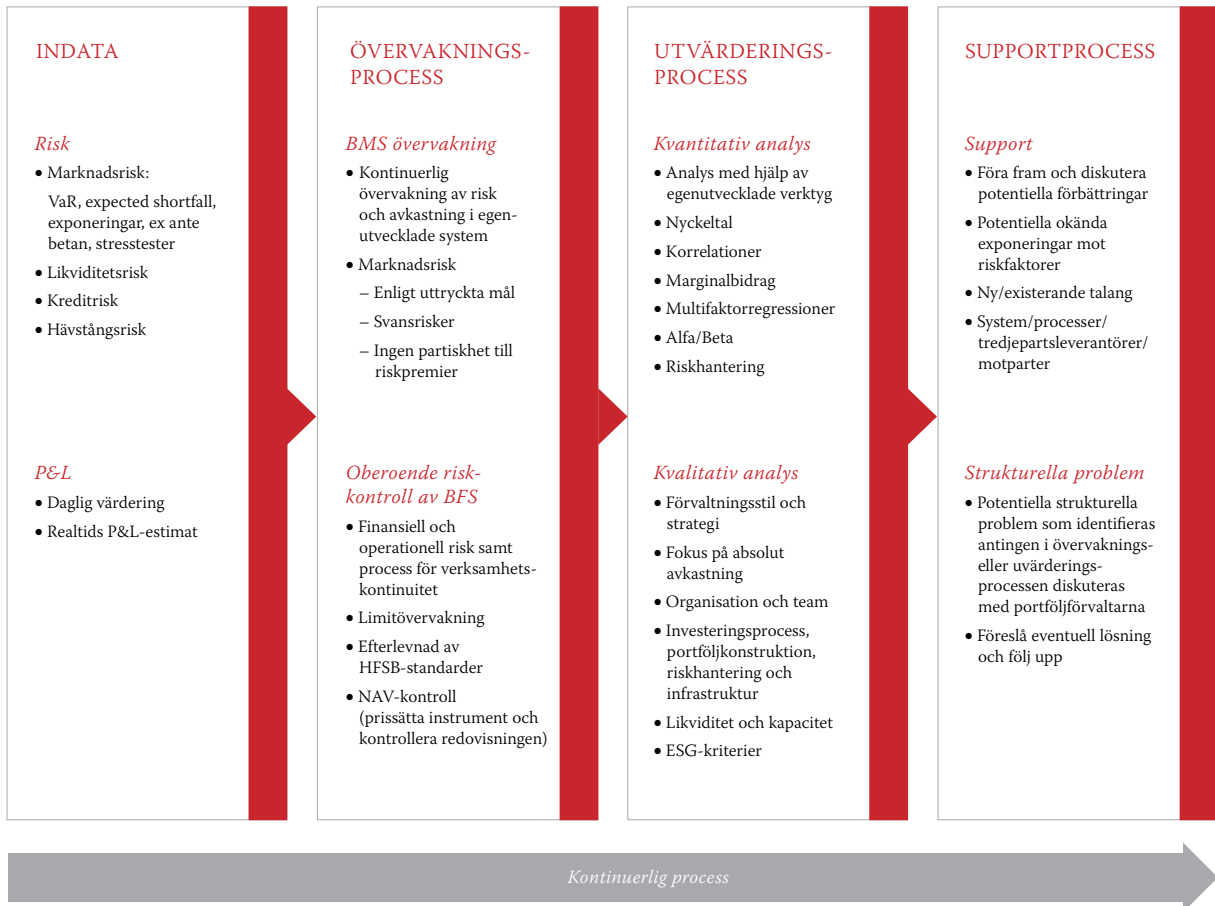 INDATA
Risk
• Marknadsrisk:
VaR, expected shortfall,
exponeringar, ex ante
betan, stresstester
• Likviditetsrisk
• Kreditrisk
• Hävstångsrisk
P&L
• Daglig värdering
• Realtids P&L-estimat
ÖVERVAKNINGS-
PROCESS
BMS övervakning
• Kontinuerlig
övervakning av risk
och avkastning i egen-
utvecklade system
• Marknadsrisk
– Enligt uttryckta mål
– Svansrisker
– Ingen partiskhet till
riskpremier
Oberoende risk-
kontroll av BFS
• Finansiell och
operationell risk samt
process för verksamhets-
kontinuitet
• Limitövervakning
• Efterlevnad av
HFSB-standarder
• NAV-kontroll
(prissätta instrument och
kontrollera redovisningen)
UTVÄRDERINGS-
PROCESS
Kvantitativ analys
• Analys med hjälp av
egenutvecklade verktyg
• Nyckeltal
• Korrelationer
• Marginalbidrag
• Multifaktorregressioner
• Alfa/Beta
• Riskhantering
Kvalitativ analys
• Förvaltningsstil och
strategi
• Fokus på absolut
avkastning
• Organisation och team
• Investeringsprocess,
portföljkonstruktion,
riskhantering och
infrastruktur
• Likviditet och kapacitet
• ESG-kriterier
SUPPORTPROCESS
Support
• Föra fram och diskutera
potentiella förbättringar
• Potentiella okända
exponeringar mot
riskfaktorer
• Ny/existerande talang
• System/processer/
tredjepartsleverantörer/
motparter
Strukturella problem
• Potentiella strukturella
problem som identifieras
antingen i övervaknings-
eller uvärderings-
processen diskuteras
med portföljförvaltarna
• Föreslå eventuell lösning
och följ upp
Kontinuerlig process